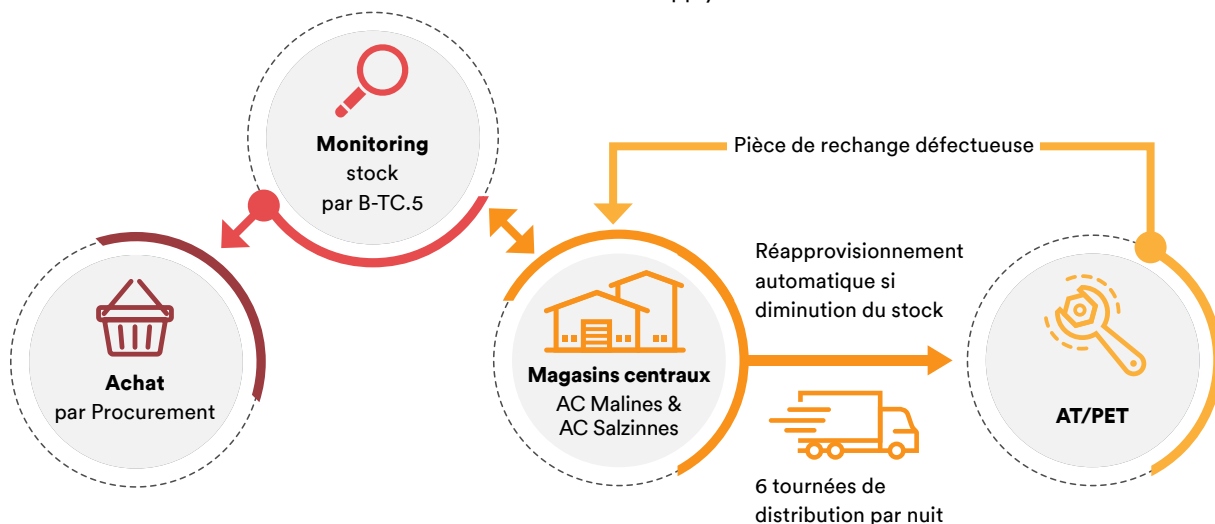 Monitoring
stock
par B-TC.5
Pièce de rechange défectueuse
Achat
par Procurement
Magasins centraux
AC Malines &
AC Salzinnes
Réapprovisionnement
automatique si
diminution du stock
6 tournées de
distribution par nuit
AT/PET